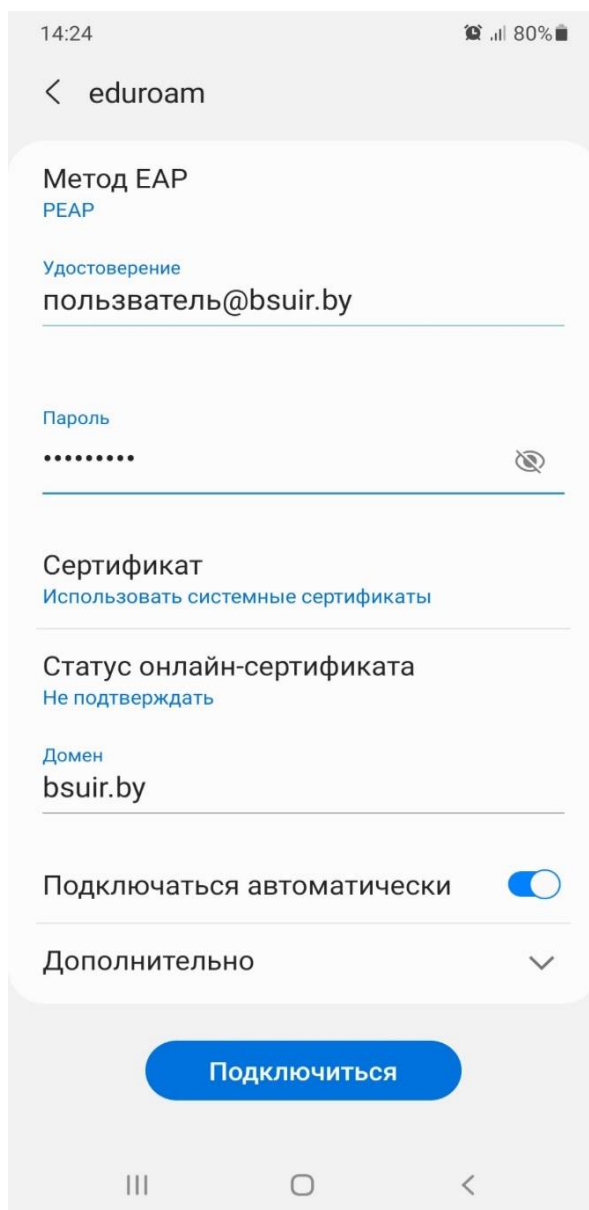 14:24
80%
eduroam
Метод EAP
PEAP
Удостоверение
пользватель@bsuir.by
Пароль
•••••••••
Сертификат
Использовать системные сертификаты
Статус онлайн-сертификата
Не подтверждать
Домен
bsuir.by
Подключаться автоматически
Дополнительно
Подключиться